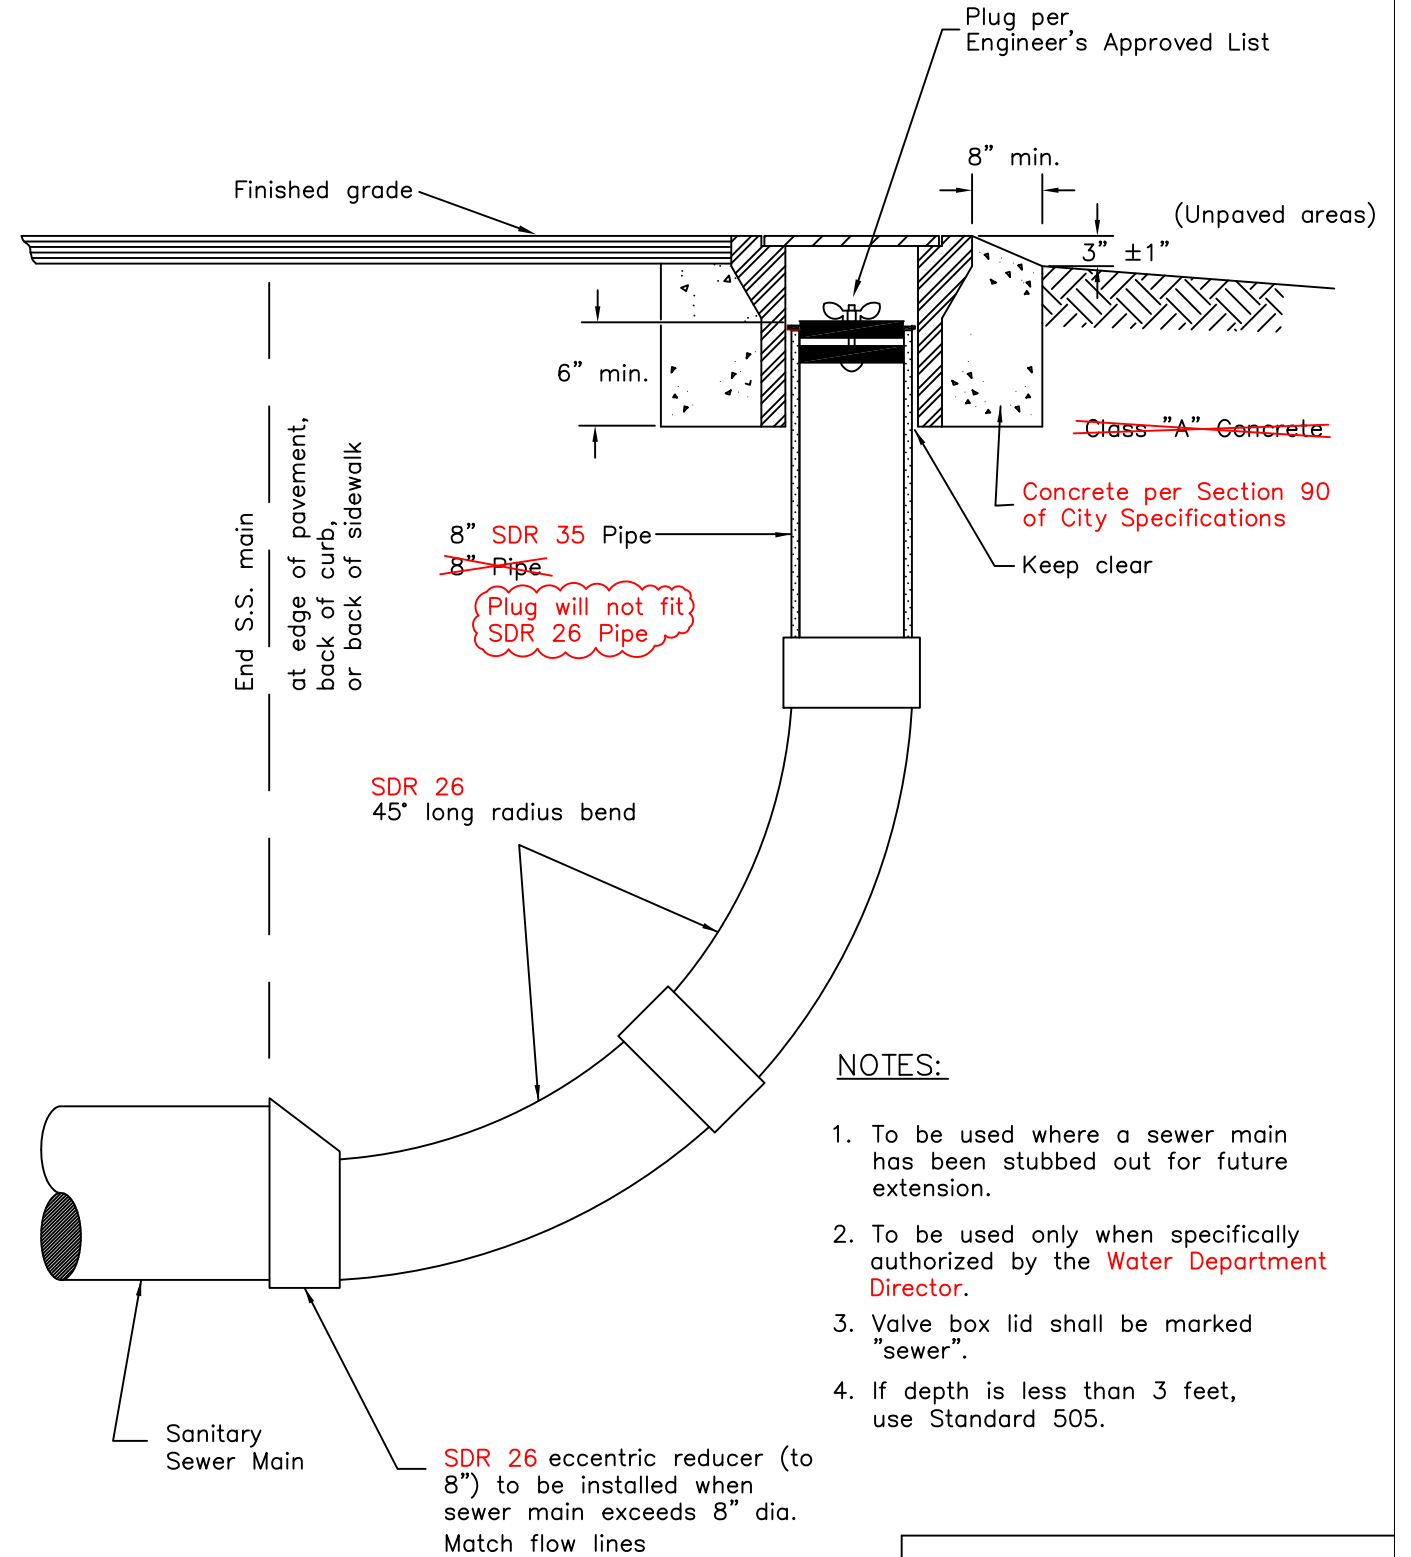 Plug per
Engineer's Approved List
8" min.
Finished grade
(Unpaved areas)
3" ±1"
6" min.
Class "A" Concrete
End S.S. main
at edge of pavement,
back of curb,
or back of sidewalk
Concrete per Section 90
of City Specifications
8" SDR 35 Pipe
8" Pipe
Keep clear
Plug will not fit
SDR 26 Pipe
SDR 26
45° long radius bend
NOTES:
1. To be used where a sewer main
has been stubbed out for future
extension.
2. To be used only when specifically
authorized by the Water Department
Director.
3. Valve box lid shall be marked
"sewer".
4. If depth is less than 3 feet,
use Standard 505.
Sanitary
Sewer Main
SDR 26 eccentric reducer (to
8") to be installed when
sewer main exceeds 8" dia.
Match flow lines